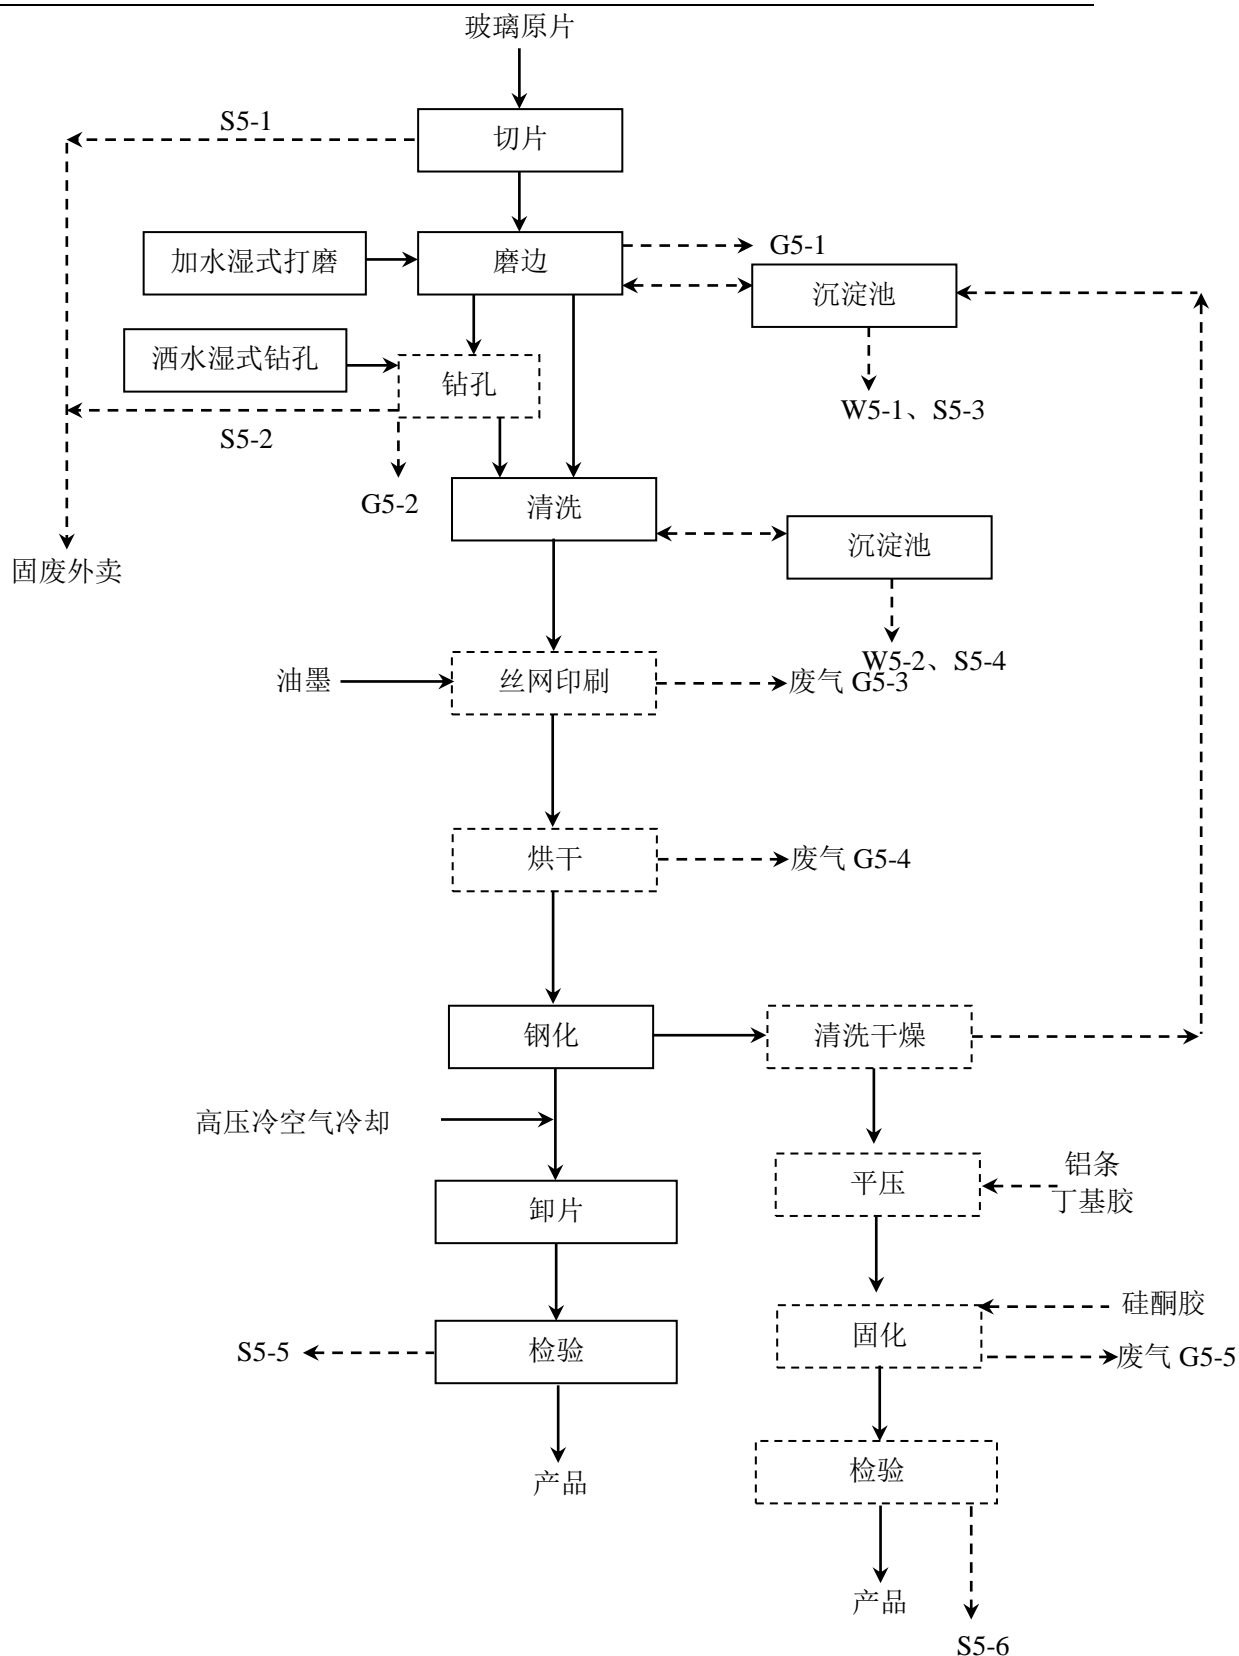 玻璃原片
S5-1
切片
加水湿式打磨
磨边
G5-1
沉淀池
洒水湿式钻孔
钻孔
W5-1、S5-3
S5-2
G5-2
清洗
沉淀池
固废外卖
W5-2、S5-4
油墨
丝网印刷
废气 G5-3
烘干
废气 G5-4
钢化
清洗干燥
高压冷空气冷却
铝条
平压
丁基胶
卸片
硅酮胶
固化
S5-5
检验
废气 G5-5
检验
产品
产品
S5-6